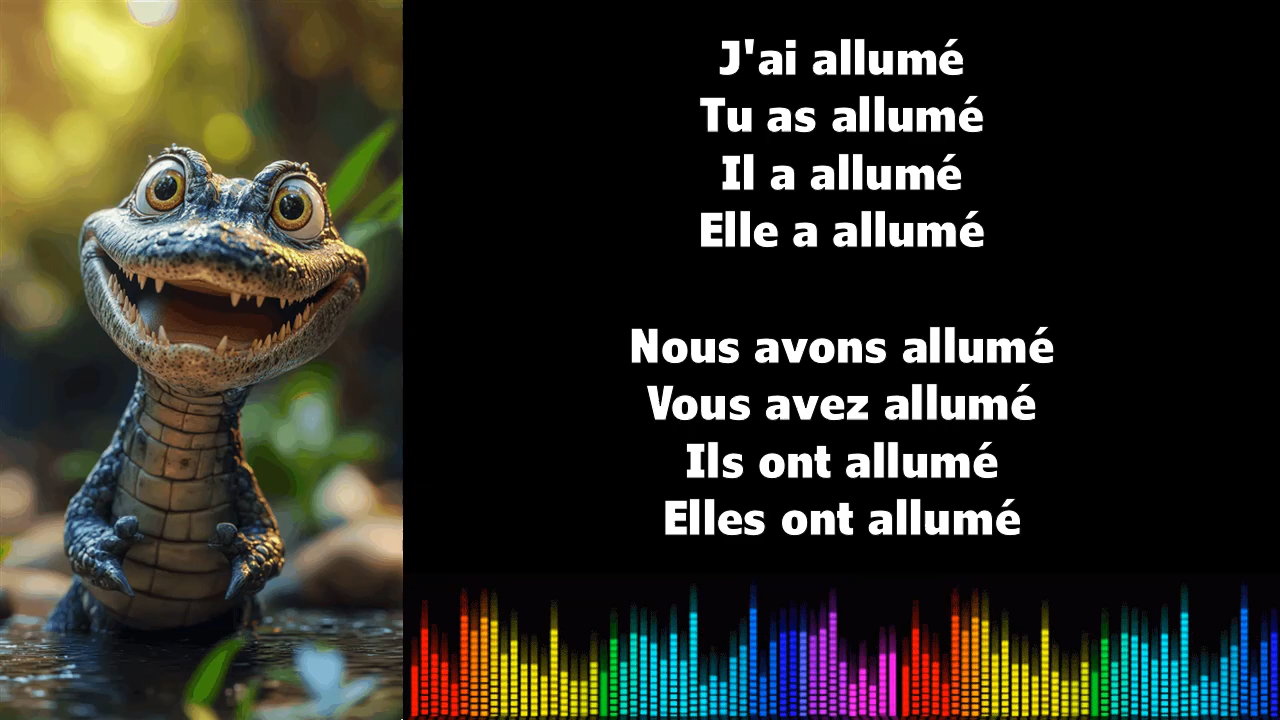 J'ai allumé
Tu as allumé
Il a allumé
Elle a allumé
Nous avons allumé
Vous avez allumé
Ils ont allumé
Elles ont allumé